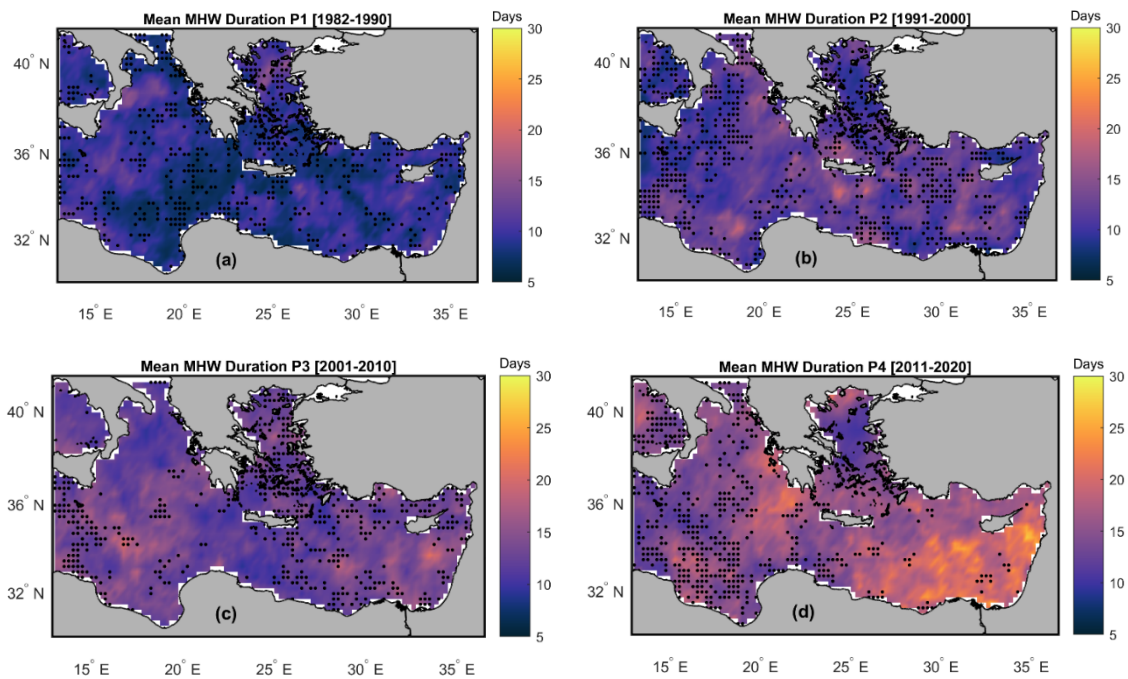 Mean MHW Duration P1 [1982-1990]
Days
30
25
20
15
10
5
40° N
36° N
32° N
(a)
15° E
20° E
25° E
30° E
35° E
Mean MHW Duration P2 [1991-2000]
Days
30
25
20
15
10
5
40° N
36° N
32° N
(b)
15° E
20° E
25° E
30° E
35° E
Mean MHW Duration P3 [2001-2010]
Days
30
25
20
15
10
5
40° N
36° N
32° N
(c)
15° E
20° E
25° E
30° E
35° E
Mean MHW Duration P4 [2011-2020]
Days
30
25
20
15
10
5
40° N
36° N
32° N
(d)
15° E
20° E
25° E
30° E
35° E